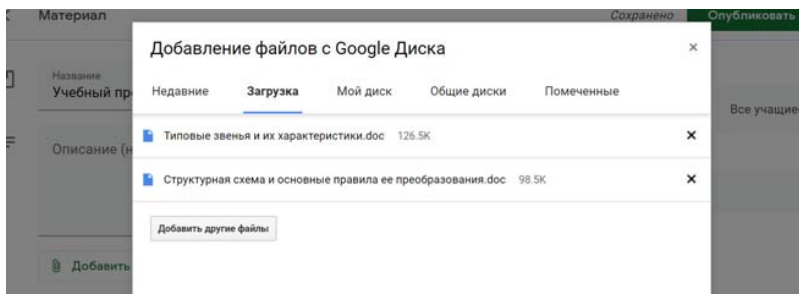 Материал
Сохранено
Опубликовать
Добавление файлов с Google Диска
Название
Учебный пр
Недавние Загрузка Мой диск Общие диски Помеченные
Все учащие
Типовые звенья и их характеристики.doc 126.5K
Описание (н
Структурная схема и основные правила ее преобразования.doc 98.5K
Добавить другие файлы
Добавить